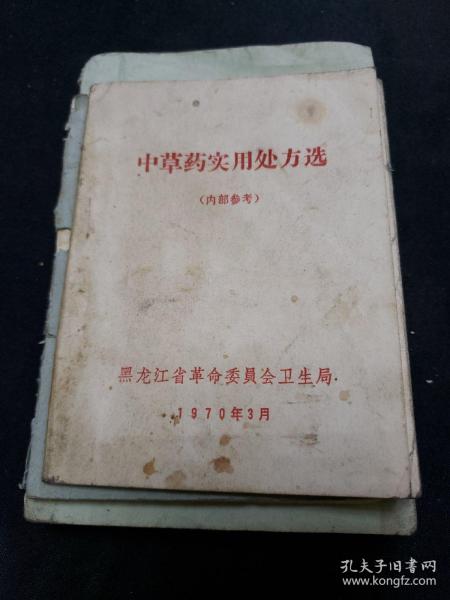 中草药实用处方选
（内部参考）
黑龙江省革命委員会卫生局
1970年3月
孔夫子旧书网
www.kongfz.com